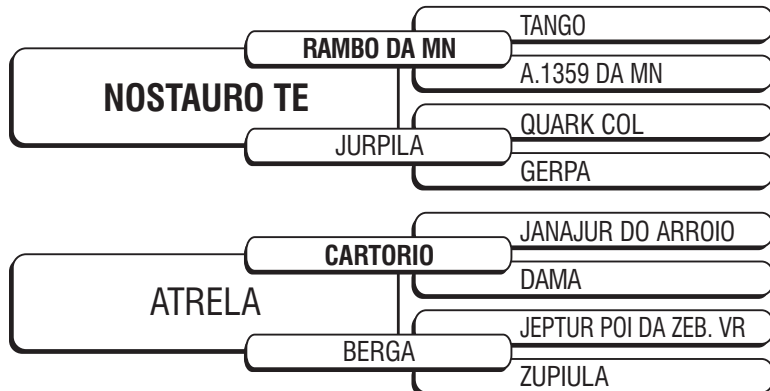 TANGO
RAMBO DA MN
A.1359 DA MN
NOSTAURO TE
QUARK COL
JURPILA
GERPA
JANAJUR DO ARROIO
CARTORIO
DAMA
ATRELA
JEPTUR POI DA ZEB. VR
BERGA
ZUPIULA